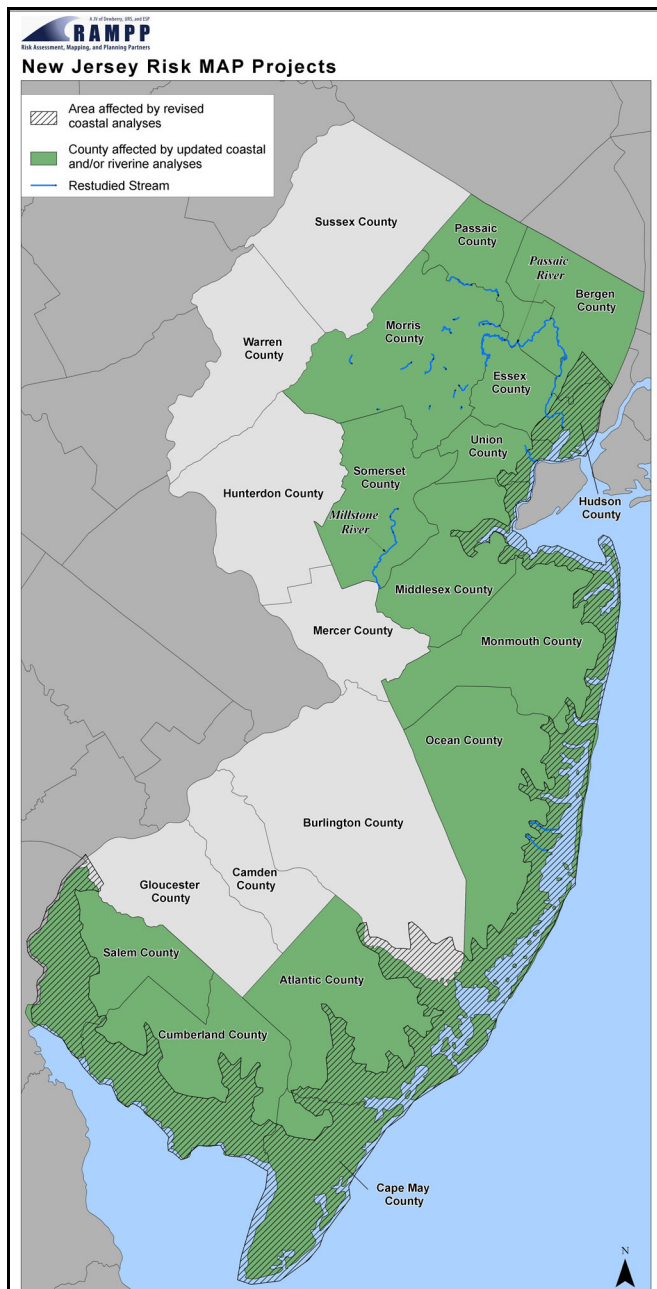 A JV of Dewberry, URS, and ESP
RAMPP
Risk Assessment, Mapping, and Planning Partners
New Jersey Risk MAP Projects
Area affected by revised
coastal analyses
County affected by updated coastal
and/or riverine analyses
Restudied Stream
Sussex County
Passaic
County
Passaic
River
Bergen
County
Warren
County
Morris
County
Essex
County
Union
County
Hudson
County
Somerset
County
Hunterdon County
Millstone
River
Middlesex County
Mercer County
Monmouth County
Ocean County
Burlington County
Camden
County
Gloucester
County
Salem County
Atlantic County
Cumberland County
Cape May
County
N